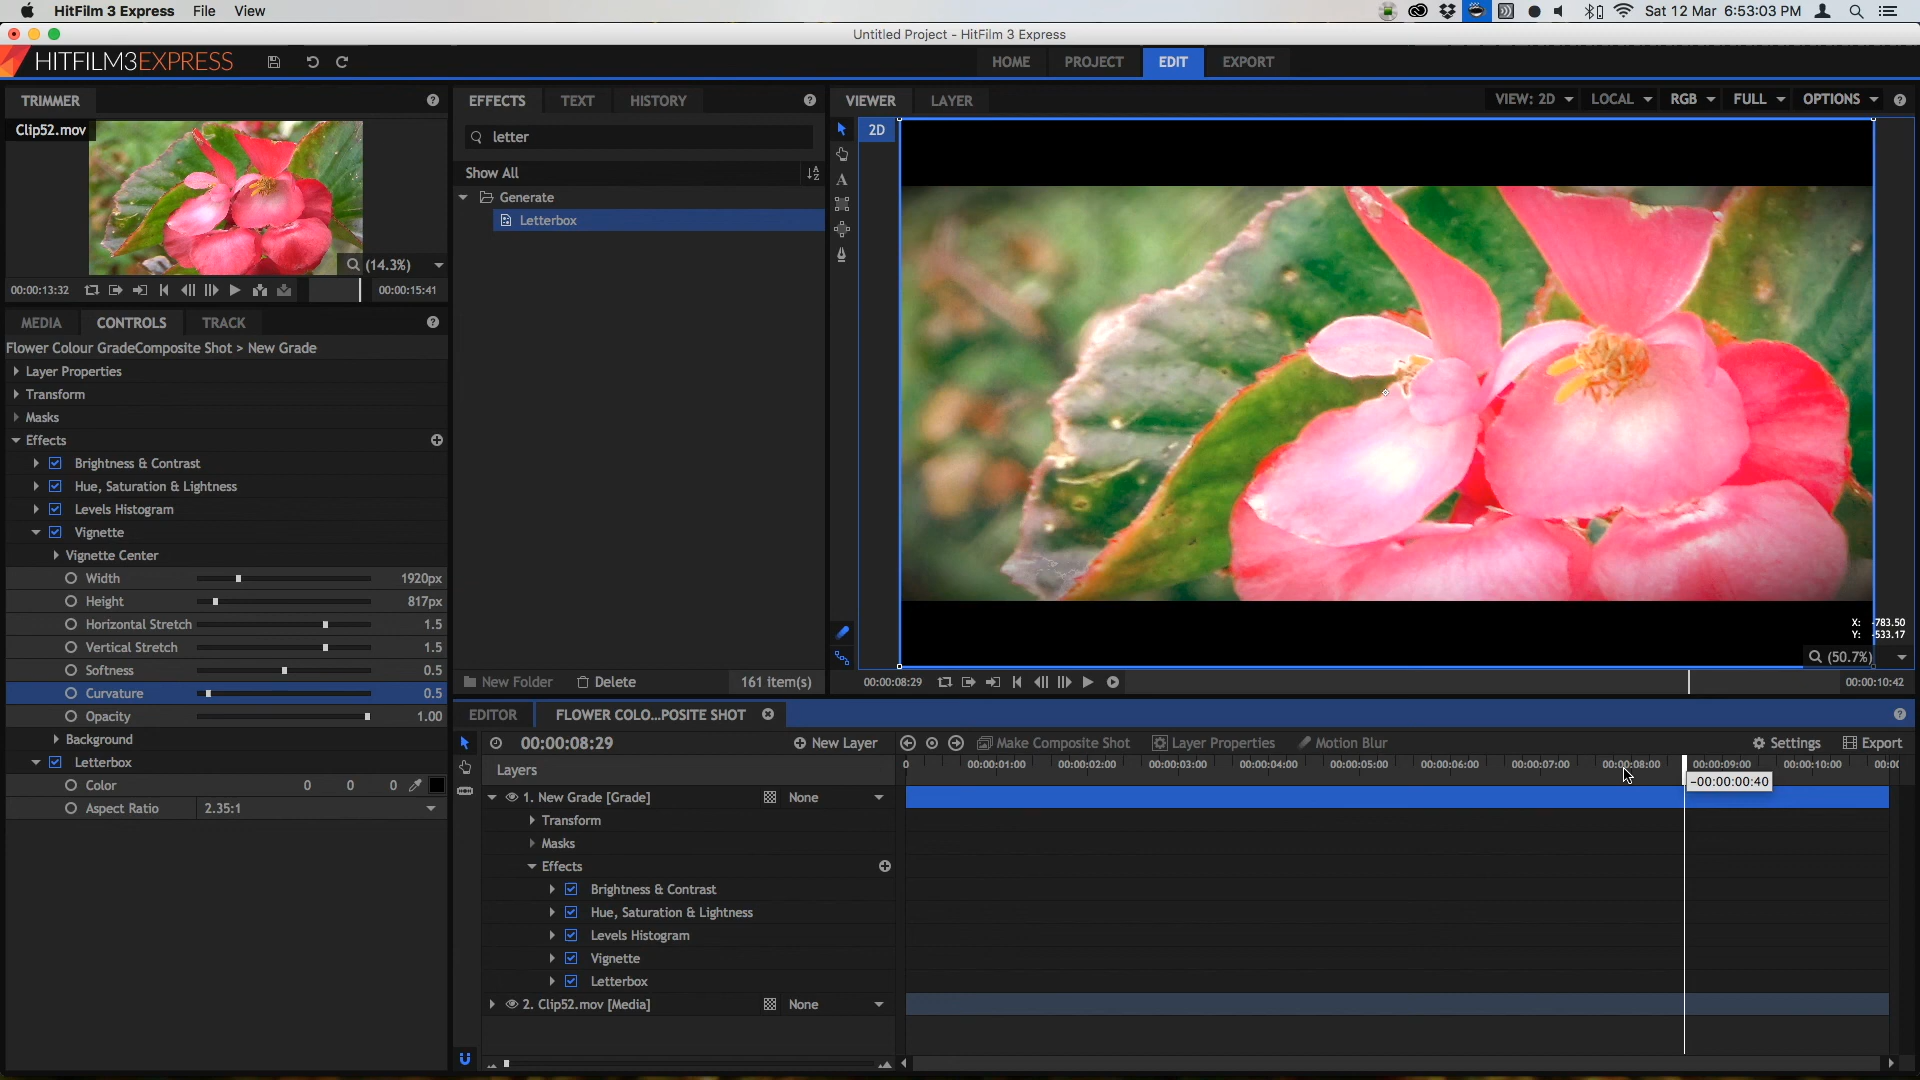 HitFilm 3 Express File View Sat 12 Mar 6:53:03 PM
Untitled Project - HitFilm 3 Express
HITFILM3EXPRESS HOME PROJECT EDIT EXPORT
TRIMMER
Clip52.mov
(14.3%)
00:00:13:32 00:00:15:41
MEDIA CONTROLS TRACK
Flower Colour GradeComposite Shot > New Grade
Layer Properties
Transform
Masks
Effects
Brightness & Contrast
Hue, Saturation & Lightness
Levels Histogram
Vignette
Vignette Center
Width 1920px
Height 817px
Horizontal Stretch 1.5
Vertical Stretch 1.5
Softness 0.5
Curvature 0.5
Opacity 1.00
Background
Letterbox
Color 0 0 0
Aspect Ratio 2.35:1
EFFECTS TEXT HISTORY
letter
Show All
Generate
Letterbox
New Folder Delete 161 item(s)
VIEWER LAYER VIEW: 2D LOCAL RGB FULL OPTIONS
2D
X: -783.50
Y: -533.17
(50.7%)
00:00:08:29 00:00:10:42
EDITOR FLOWER COLO...POSITE SHOT
00:00:08:29 New Layer Make Composite Shot Layer Properties Motion Blur Settings Export
Layers 0 00:00:01:00 00:00:02:00 00:00:03:00 00:00:04:00 00:00:05:00 00:00:06:00 00:00:07:00 00:00:08:00 00:00:09:00 00:00:10:00 00:00
-00:00:00:40
1. New Grade [Grade] None
Transform
Masks
Effects
Brightness & Contrast
Hue, Saturation & Lightness
Levels Histogram
Vignette
Letterbox
2. Clip52.mov [Media] None